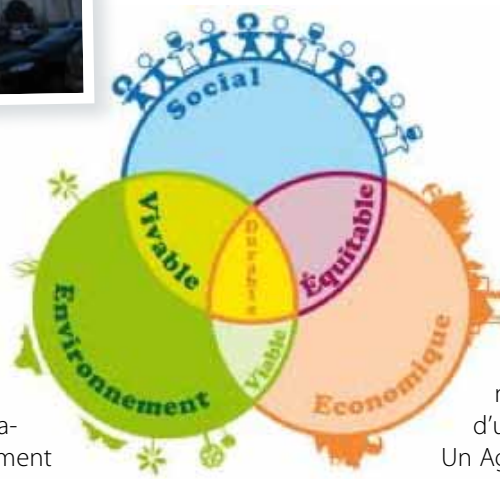 Social
Vivable
Équitable
Durable
Environnement
Viable
Economique
d'u
a-
ment
Un Ag